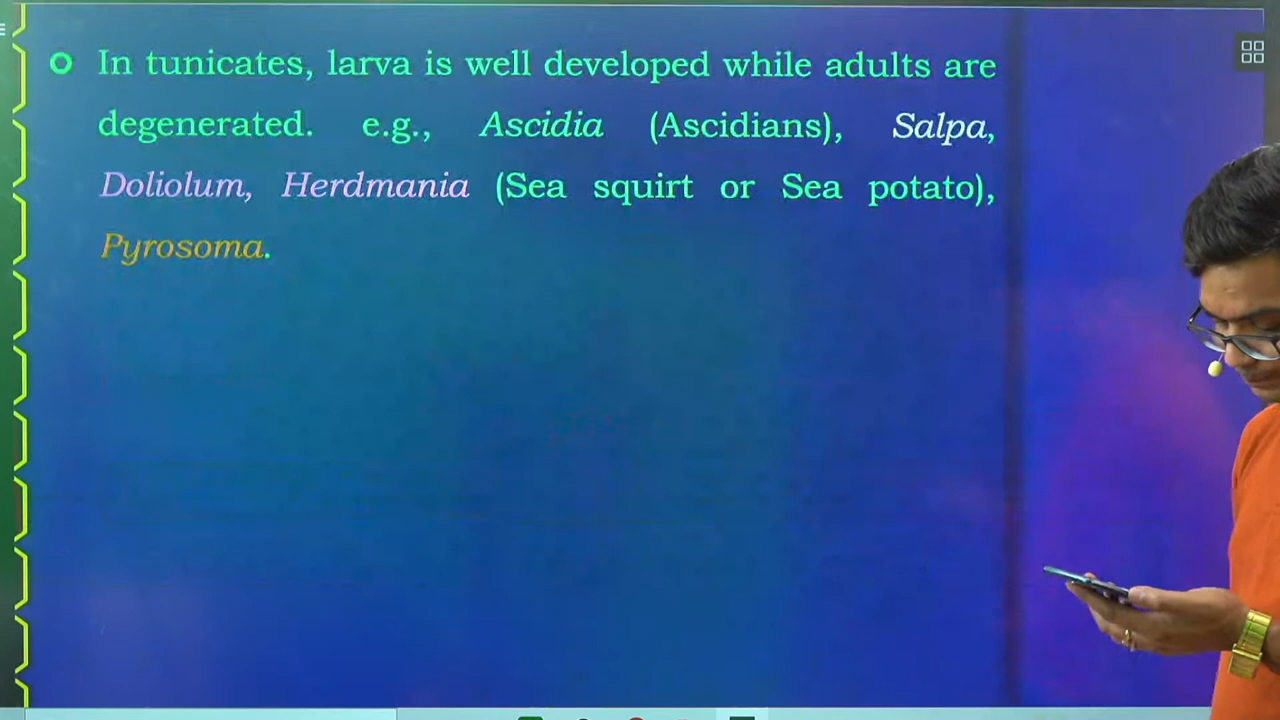 In tunicates, larva is well developed while adults are
degenerated. e.g., Ascidia (Ascidians), Salpa,
Doliolum, Herdmania (Sea squirt or Sea potato),
Pyrosoma.